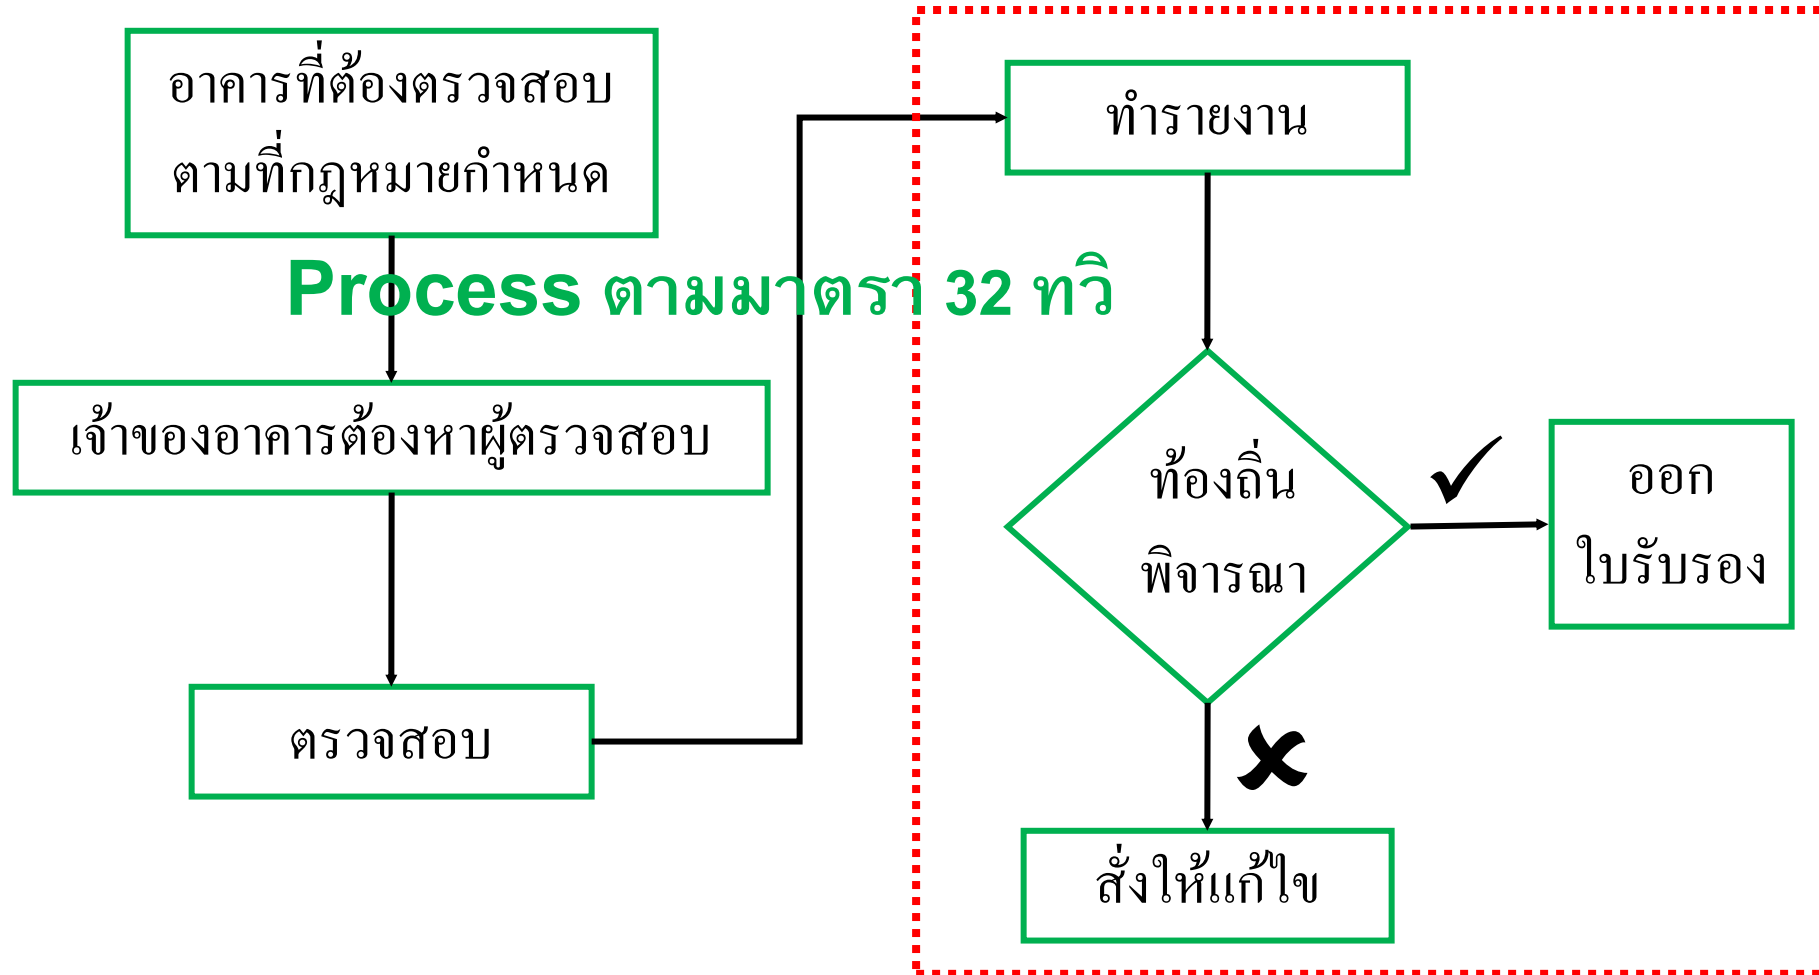 อาคารที่ต้องตรวจสอบ
ตามที่กฎหมายกำหนด
Process ตามมาตรา 32 ทวิ
เจ้าของอาคารต้องหาผู้ตรวจสอบ
ตรวจสอบ
ทำรายงาน
ท้องถิ่น
พิจารณา
ออก
ใบรับรอง
สั่งให้แก้ไข